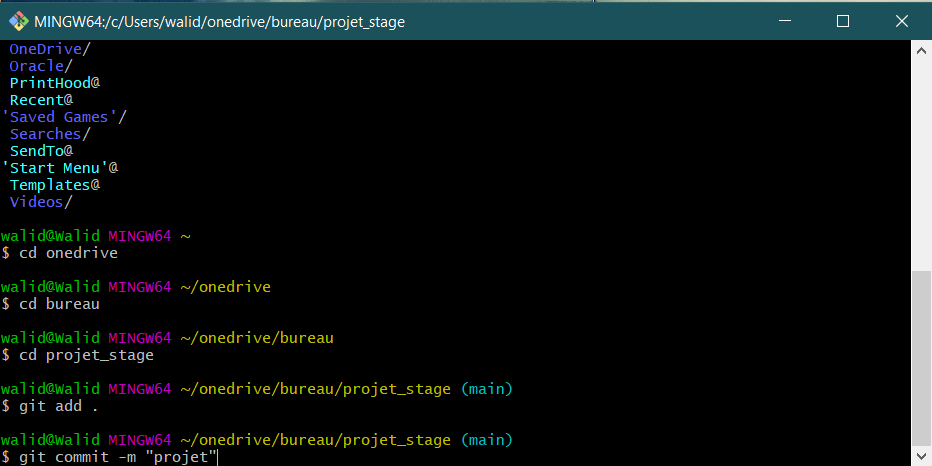 MINGW64:/c/Users/walid/onedrive/bureau/projet_stage
OneDrive/
Oracle/
PrintHood@
Recent@
'Saved Games'/
Searches/
SendTo@
'Start Menu'@
Templates@
Videos/
walid@Walid MINGW64 ~
$ cd onedrive
walid@Walid MINGW64 ~/onedrive
$ cd bureau
walid@Walid MINGW64 ~/onedrive/bureau
$ cd projet_stage
walid@Walid MINGW64 ~/onedrive/bureau/projet_stage (main)
$ git add .
walid@Walid MINGW64 ~/onedrive/bureau/projet_stage (main)
$ git commit -m "projet"